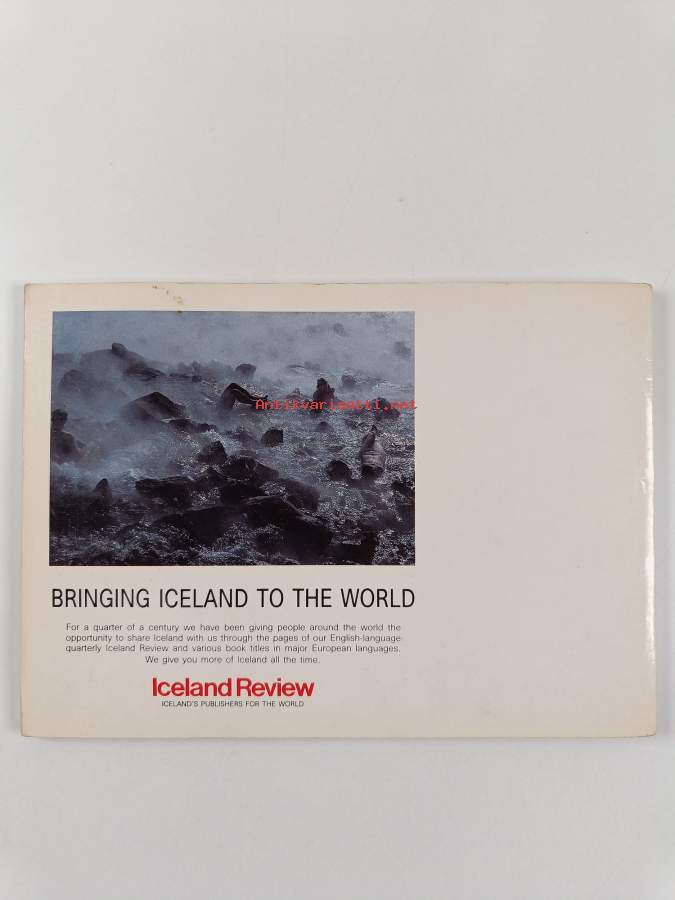 Antikvariaatti.net
BRINGING ICELAND TO THE WORLD
For a quarter of a century we have been giving people around the world the
opportunity to share Iceland with us through the pages of our English-language
quarterly Iceland Review and various book titles in major European languages.
We give you more of Iceland all the time.
Iceland Review
ICELAND'S PUBLISHERS FOR THE WORLD